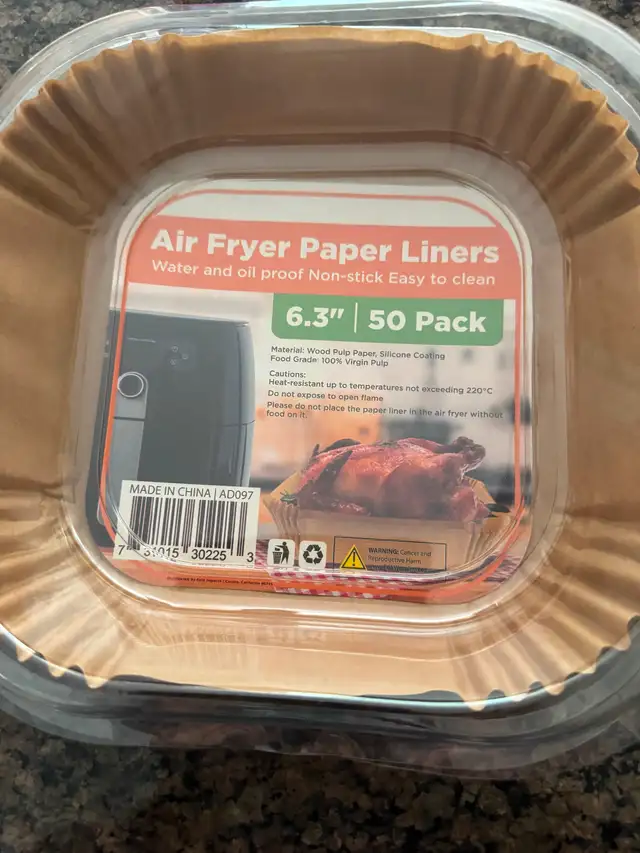 Air Fryer Paper Liners
Water and oil proof Non-stick Easy to clean
6.3" | 50 Pack
Material: Wood Pulp Paper, Silicone Coating
Food Grade: 100% Virgin Pulp
Cautions:
Heat-resistant up to temperatures not exceeding 220°C
Do not expose to open flame
Please do not place the paper liner in the air fryer without
food on it.
MADE IN CHINA | AD097
7 31015 30225 3
WARNING: Cancer and
Reproductive Harm